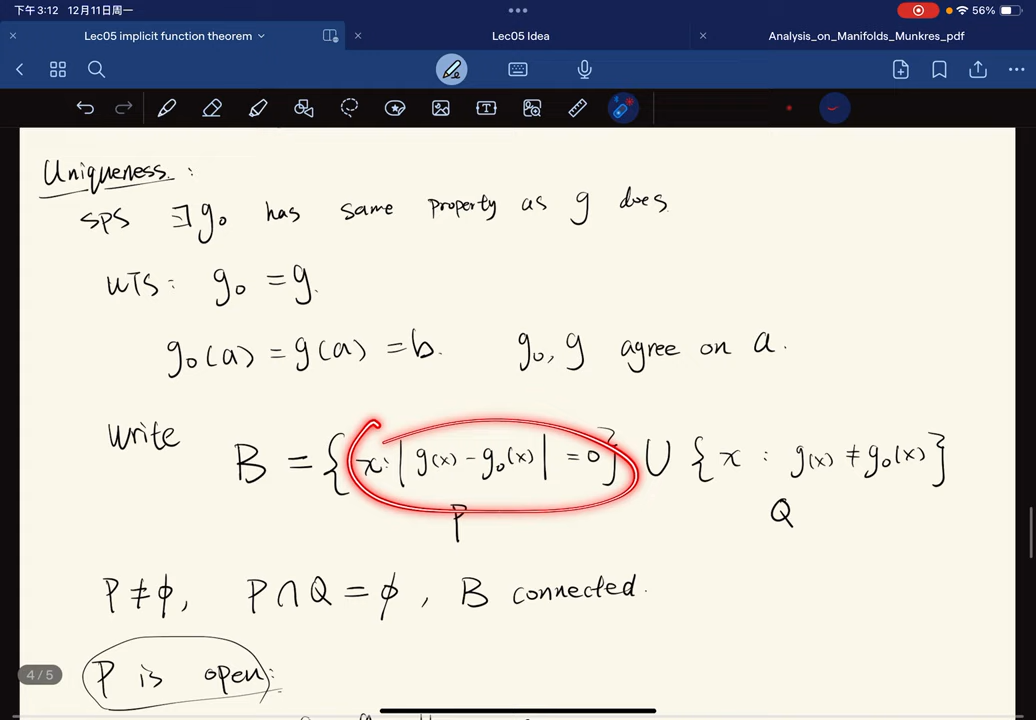 下午3:12 12月11日周一
56%
Lec05 implicit function theorem
Lec05 Idea
Analysis_on_Manifolds_Munkres_pdf
Uniqueness :
sps ∃ g₀ has same property as g does.
WTS: g₀ = g.
g₀(a) = g(a) = b. g₀, g agree on a.
write B = {x: |g(x) - g₀(x)| = 0} ∪ {x : g(x) ≠ g₀(x)}
P Q
P ≠ ϕ, P ∩ Q = ϕ, B connected.
P is open:
4 / 5